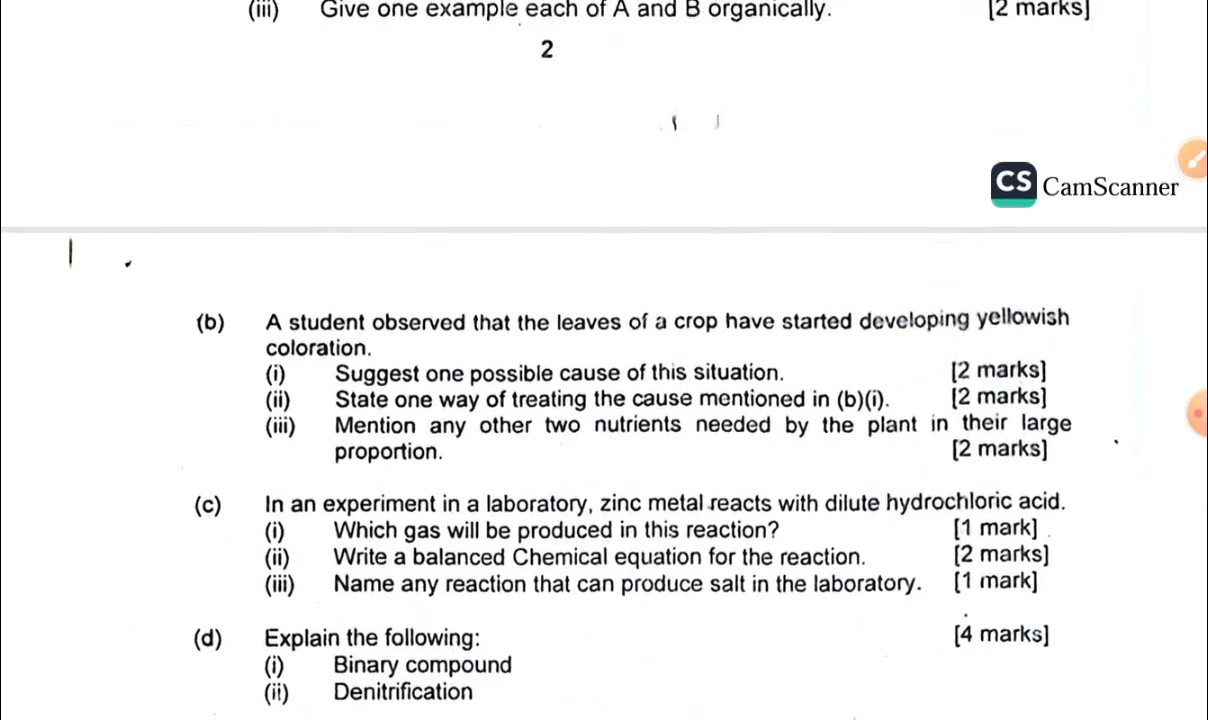 (iii) Give one example each of A and B organically. [2 marks]
2
CS CamScanner
(b) A student observed that the leaves of a crop have started developing yellowish
coloration.
(i) Suggest one possible cause of this situation. [2 marks]
(ii) State one way of treating the cause mentioned in (b)(i). [2 marks]
(iii) Mention any other two nutrients needed by the plant in their large
proportion. [2 marks]
(c) In an experiment in a laboratory, zinc metal reacts with dilute hydrochloric acid.
(i) Which gas will be produced in this reaction? [1 mark]
(ii) Write a balanced Chemical equation for the reaction. [2 marks]
(iii) Name any reaction that can produce salt in the laboratory. [1 mark]
(d) Explain the following: [4 marks]
(i) Binary compound
(ii) Denitrification